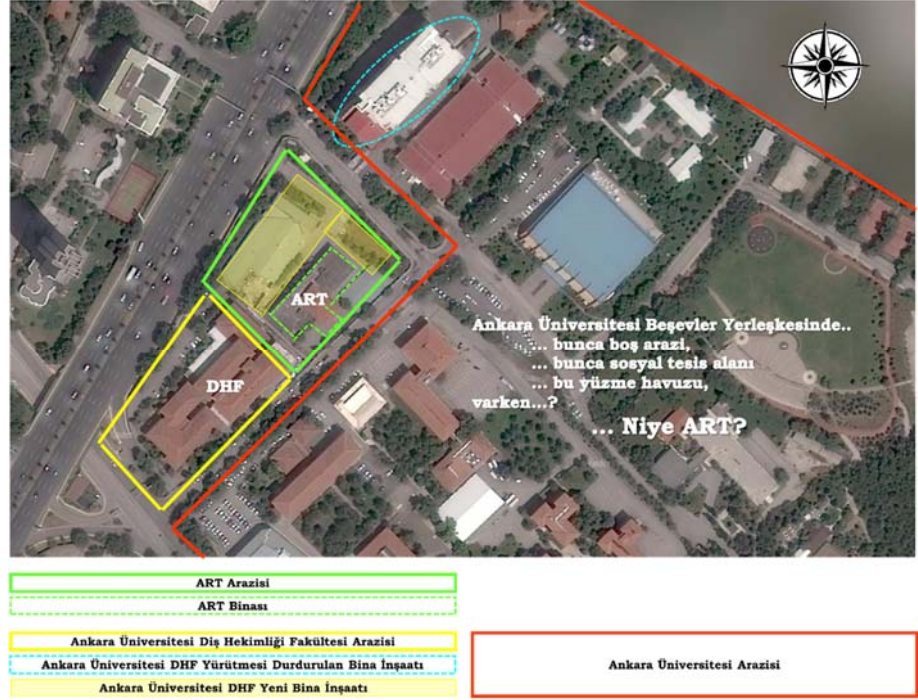 ART
DHF
Ankara Üniversitesi Beşevler Yerleşkesinde..
... bunca boş arazi,
... bunca sosyal tesis alanı
... bu yüzme havuzu,
varken...?
... Niye ART?
ART Arazisi
ART Binası
Ankara Üniversitesi Diş Hekimliği Fakültesi Arazisi
Ankara Üniversitesi DHF Yürütmesi Durdurulan Bina İnşaatı
Ankara Üniversitesi DHF Yeni Bina İnşaatı
Ankara Üniversitesi Arazisi